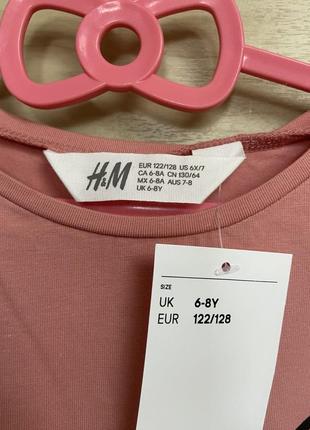 H&M
EUR 122/128 US 6X/7
CA 6-8A CN 130/64
MX 6-8A AUS 7-8
UK 6-8Y
SIZE
UK 6-8Y
EUR 122/128